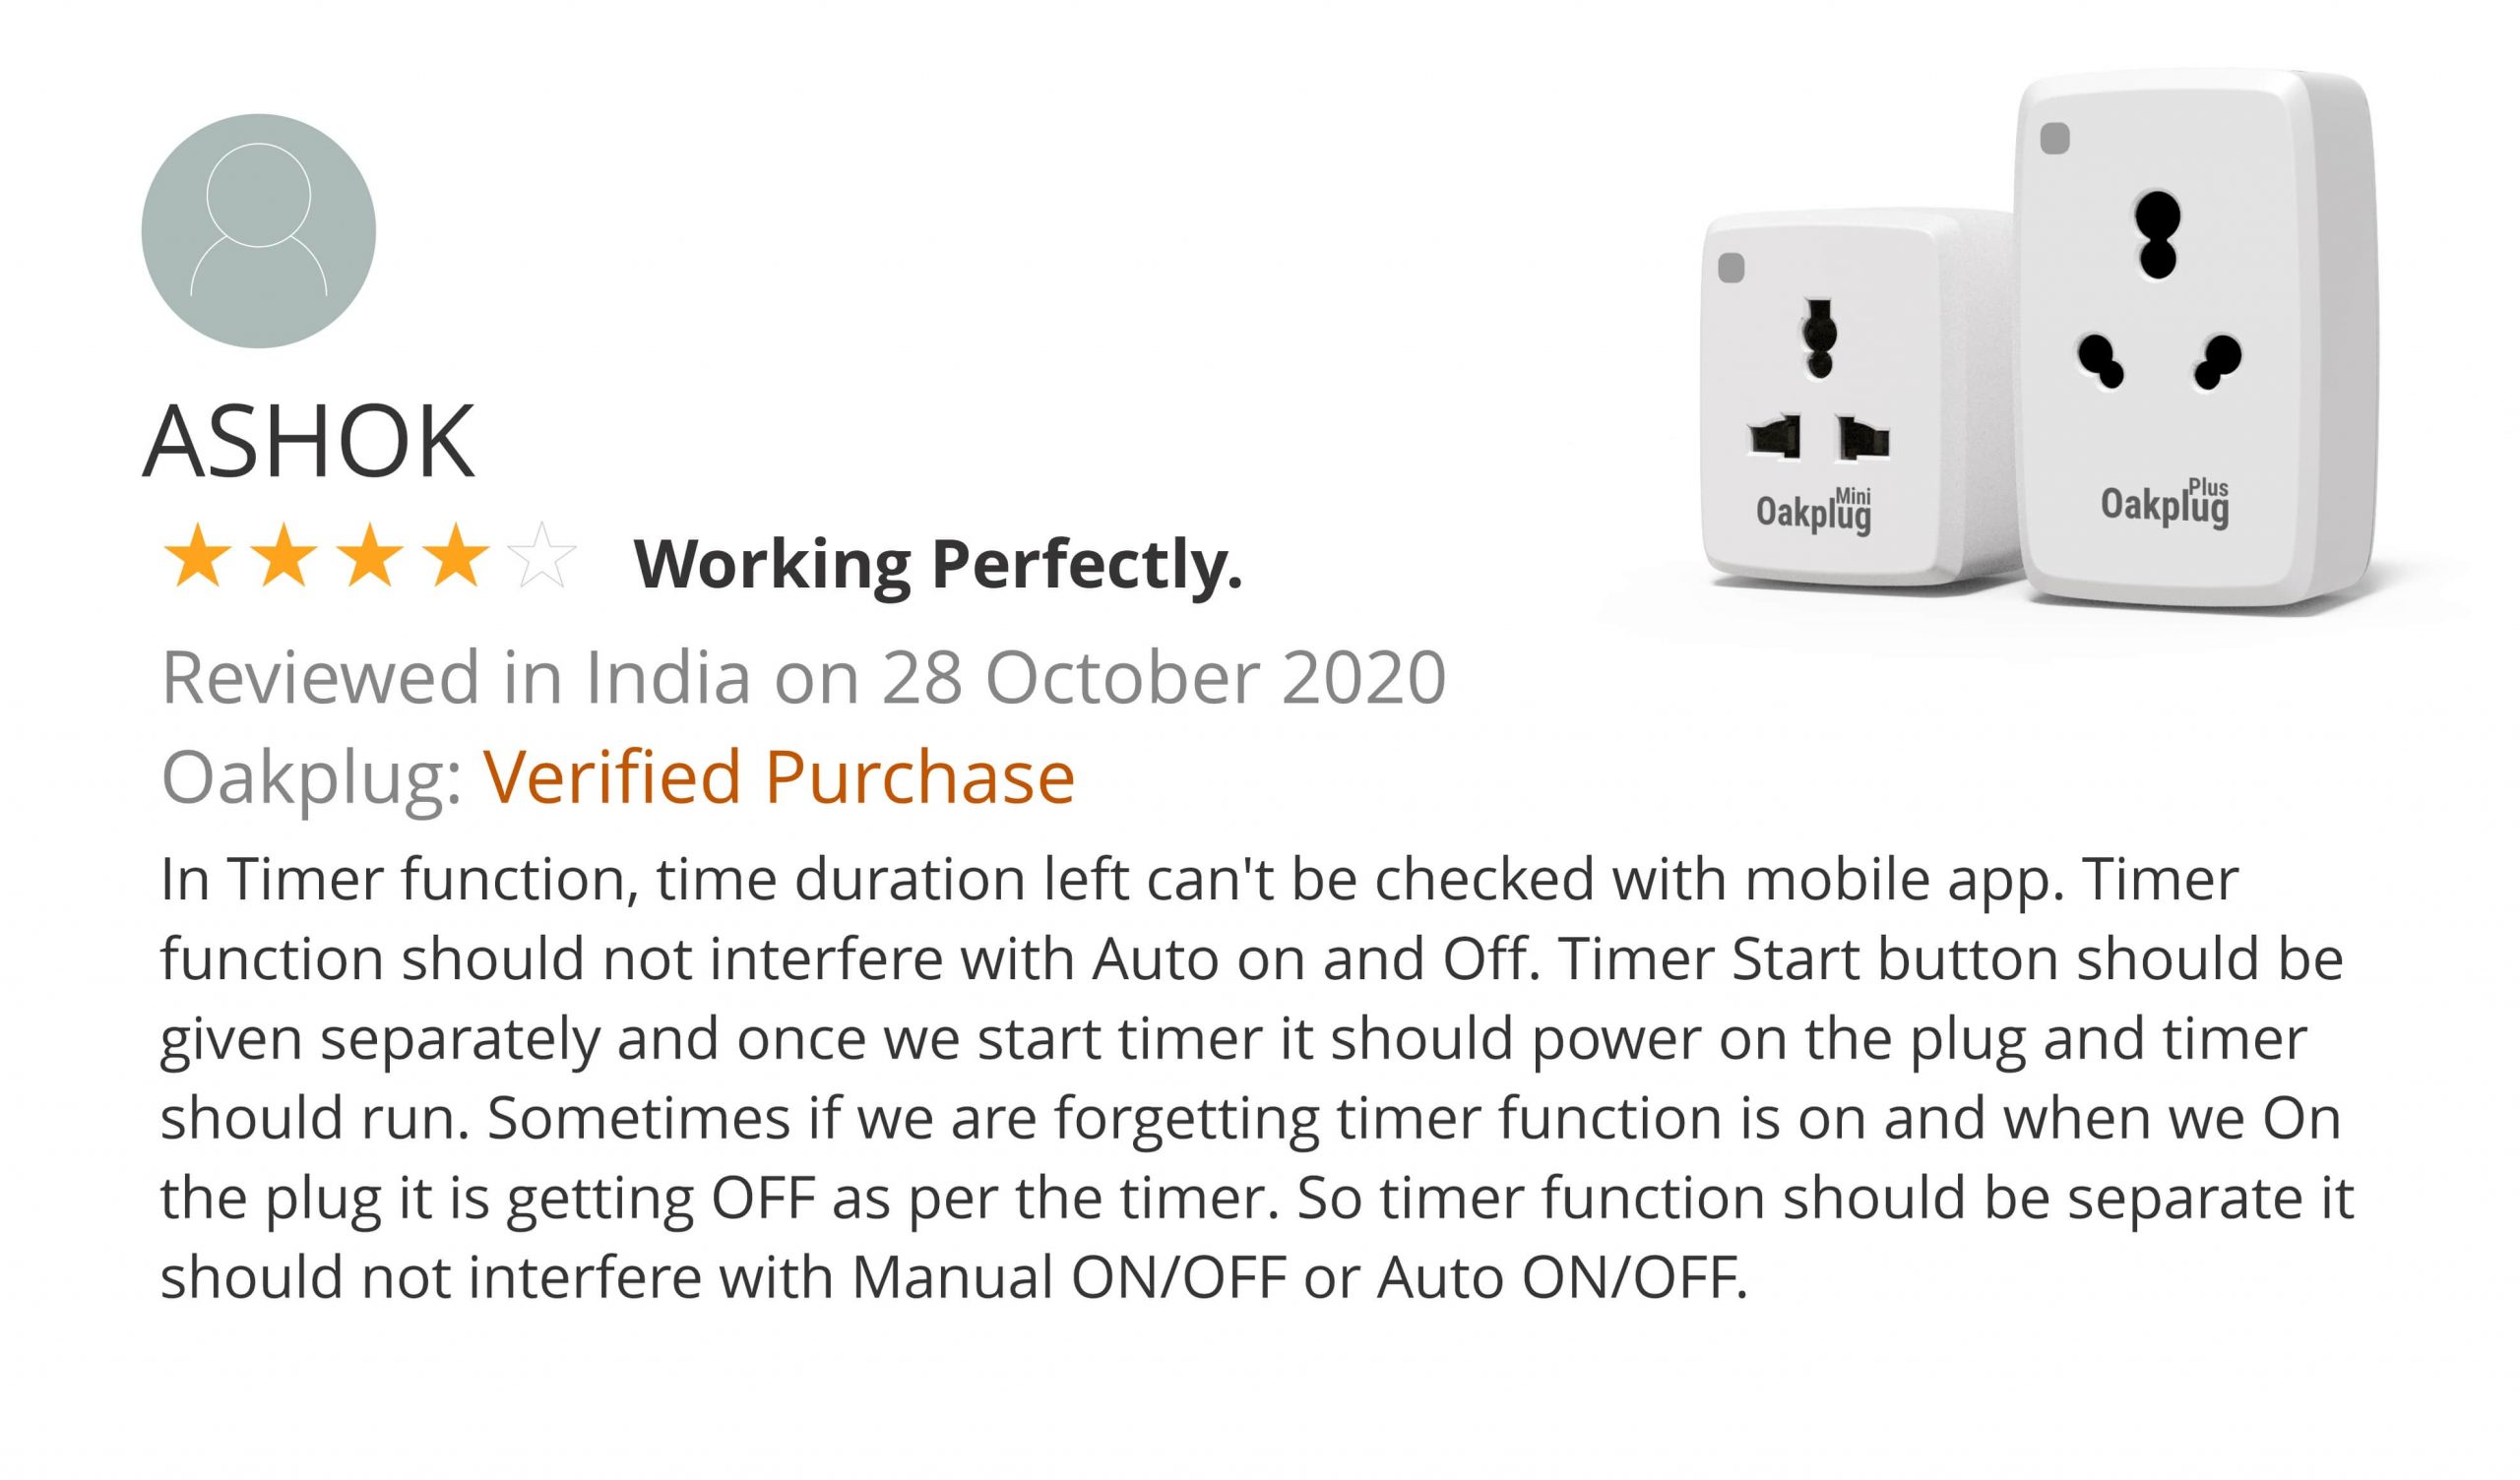 ASHOK
Working Perfectly.
Reviewed in India on 28 October 2020
Oakplug: Verified Purchase
In Timer function, time duration left can't be checked with mobile app. Timer
function should not interfere with Auto on and Off. Timer Start button should be
given separately and once we start timer it should power on the plug and timer
should run. Sometimes if we are forgetting timer function is on and when we On
the plug it is getting OFF as per the timer. So timer function should be separate it
should not interfere with Manual ON/OFF or Auto ON/OFF.
Oakplug Mini
Oakplug Plus